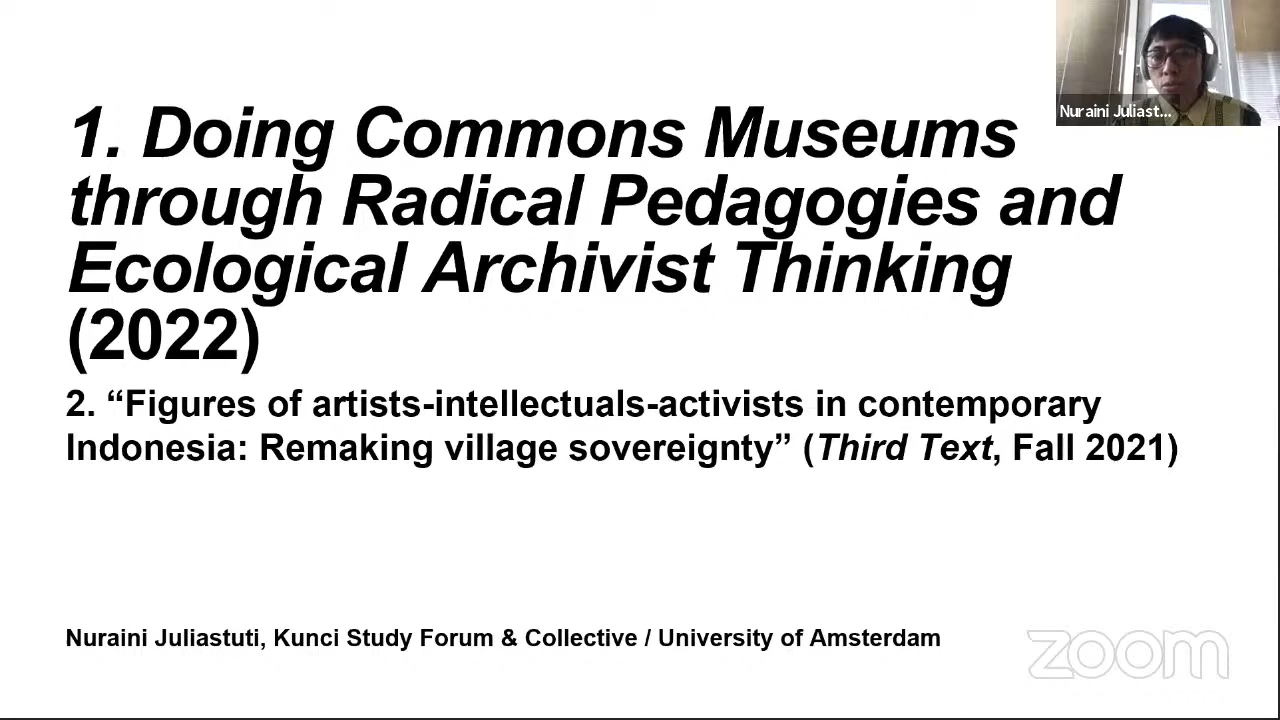 Nuraini Juliast...
1. Doing Commons Museums
through Radical Pedagogies and
Ecological Archivist Thinking
(2022)
2. “Figures of artists-intellectuals-activists in contemporary
Indonesia: Remaking village sovereignty” (Third Text, Fall 2021)
Nuraini Juliastuti, Kunci Study Forum & Collective / University of Amsterdam
zoom